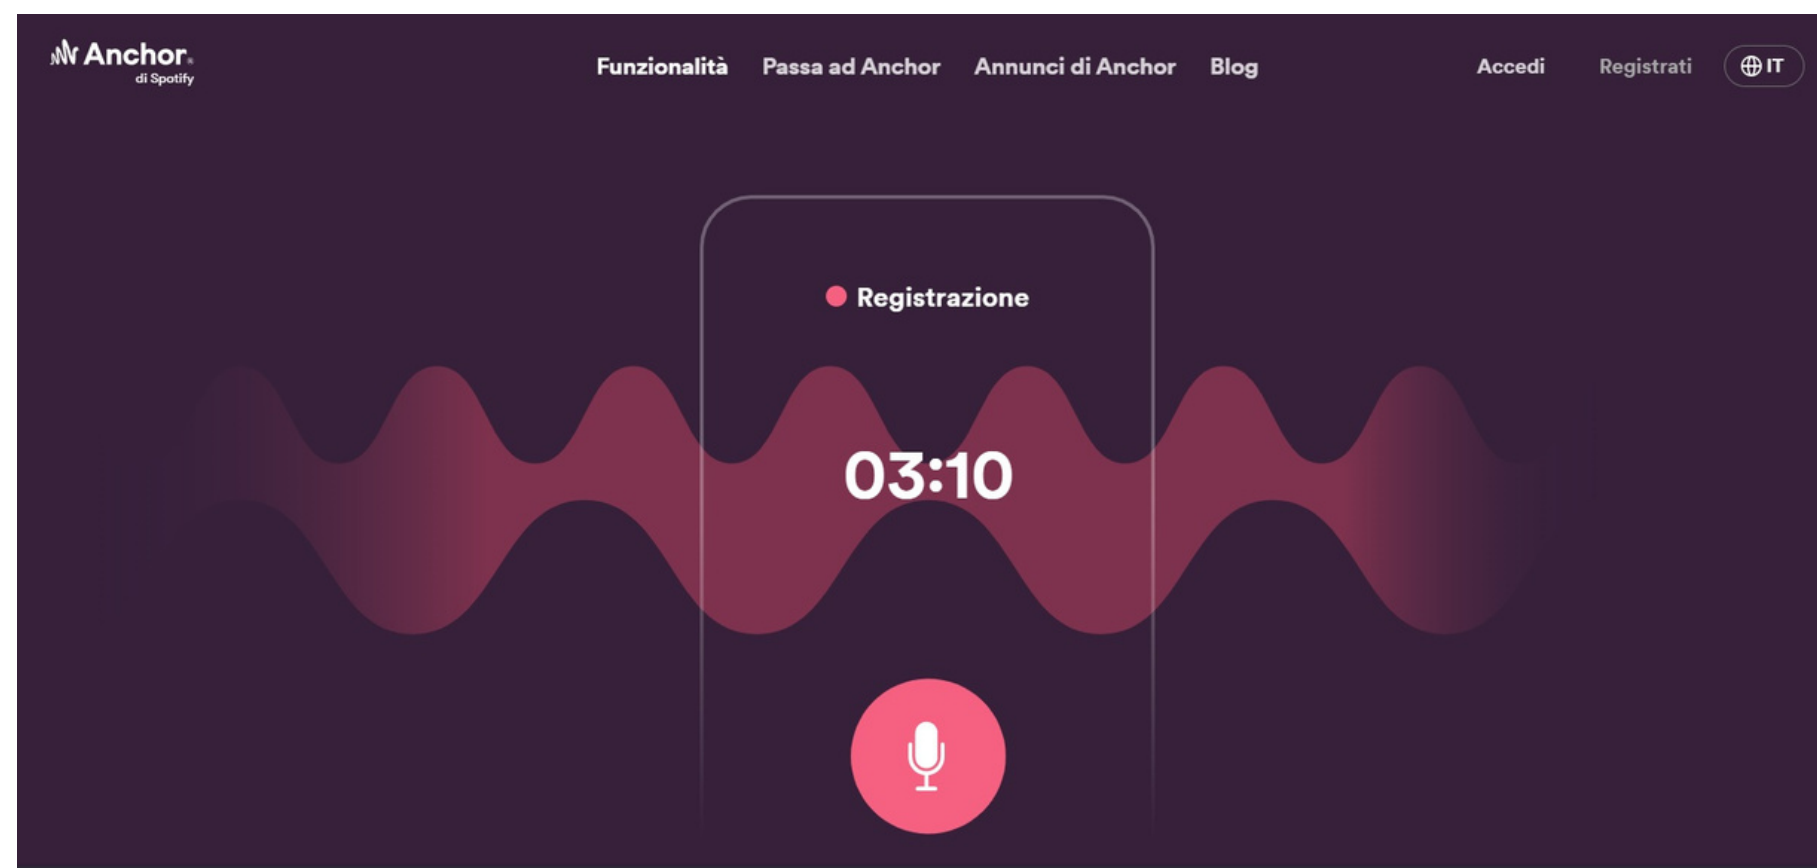 Anchor®
di Spotify
Funzionalità Passa ad Anchor Annunci di Anchor Blog Accedi Registrati IT
Registrazione
03:10